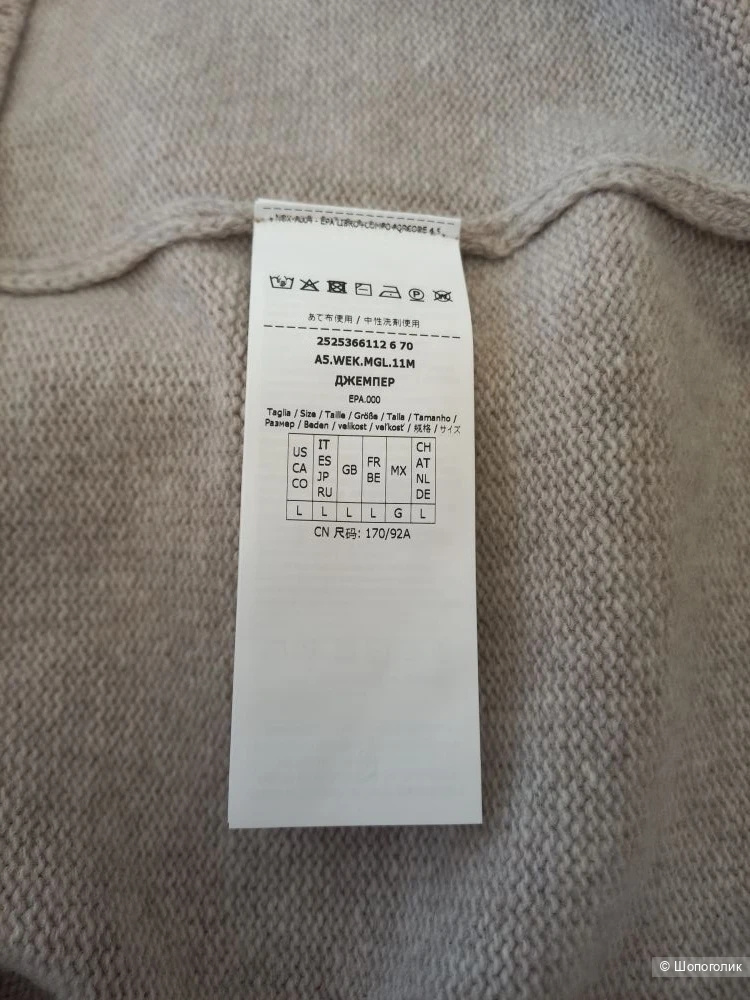 あて布使用 / 中性洗剤使用
2525366112 6 70
A5.WEK.MGL.11M
ДЖЕМПЕР
EPA.000
Taglia / Size / Taille / Größe / Talla / Tamanho /
Размер / Beden / velikost / veľkosť / 规格 / サイズ
US CA CO
IT ES JP RU
GB
FR BE
MX
CH AT NL DE
L L L L G L
CN 尺码: 170/92A
© Шопоголик